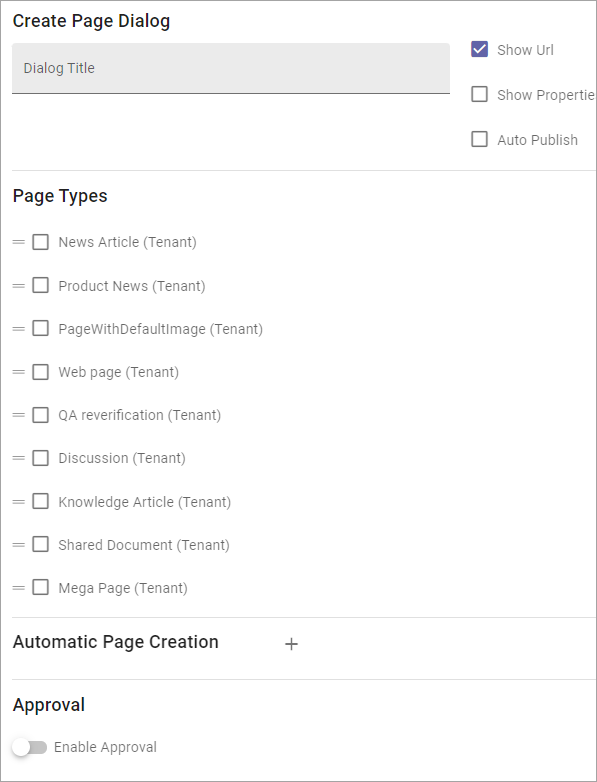 Create Page Dialog
Dialog Title
Show Url
Show Propertie
Auto Publish
Page Types
News Article (Tenant)
Product News (Tenant)
PageWithDefaultImage (Tenant)
Web page (Tenant)
QA reverification (Tenant)
Discussion (Tenant)
Knowledge Article (Tenant)
Shared Document (Tenant)
Mega Page (Tenant)
Automatic Page Creation
Approval
Enable Approval